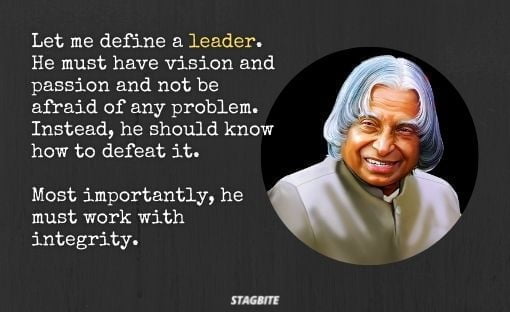 Let me define a leader.
He must have vision and
passion and not be
afraid of any problem.
Instead, he should know
how to defeat it.
Most importantly, he
must work with
integrity.
STAGBITE